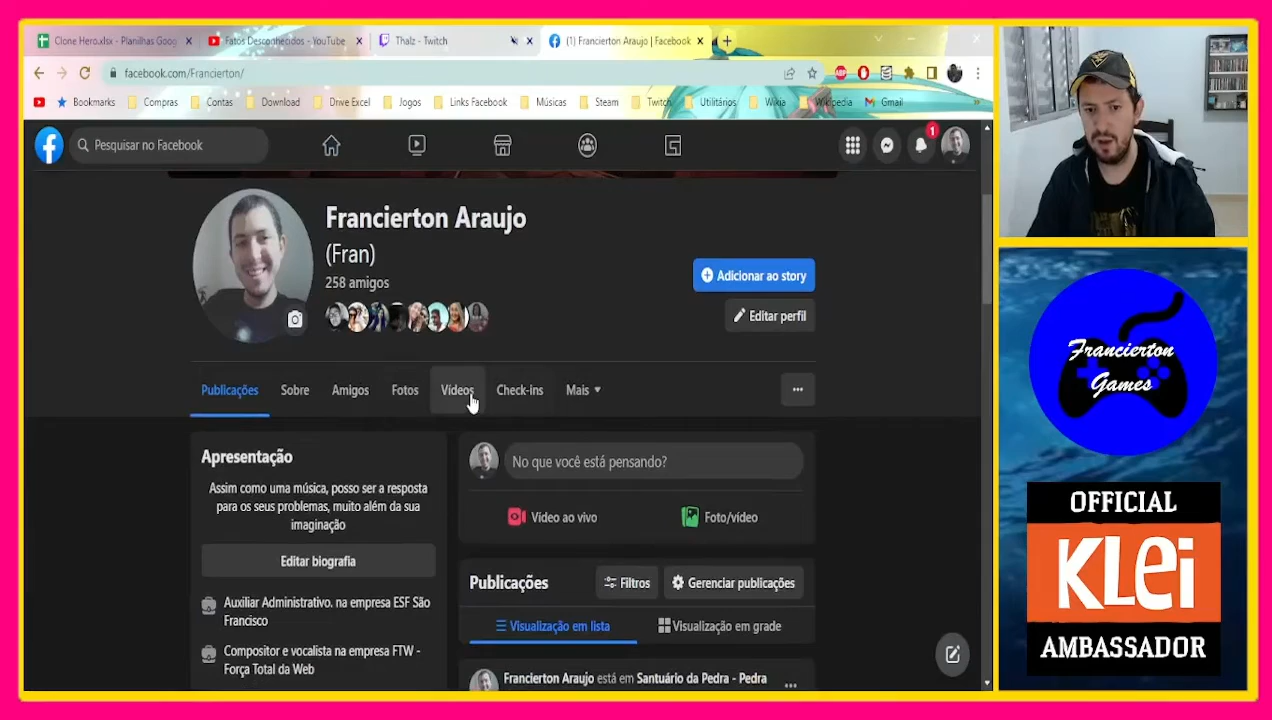 Clone Hero.xlsx - Planilhas Goog
Fatos Desconhecidos - YouTube
Thalz - Twitch
(1) Francierton Araujo | Facebook
facebook.com/Francierton/
Bookmarks
Compras
Contas
Download
Drive Excel
Jogos
Links Facebook
Músicas
Steam
Twitch
Utilitários
Wikia
Wikipédia
Gmail
Pesquisar no Facebook
1
Francierton Araujo
(Fran)
258 amigos
Adicionar ao story
Editar perfil
Publicações
Sobre
Amigos
Fotos
Vídeos
Check-ins
Mais
Apresentação
Assim como uma música, posso ser a resposta
para os seus problemas, muito além da sua
imaginação
Editar biografia
Auxiliar Administrativo. na empresa ESF São
Francisco
Compositor e vocalista na empresa FTW -
Força Total da Web
No que você está pensando?
Vídeo ao vivo
Foto/vídeo
Publicações
Filtros
Gerenciar publicações
Visualização em lista
Visualização em grade
Francierton Araujo está em Santuário da Pedra - Pedra
Francierton
Games
OFFICIAL
KLEi
AMBASSADOR